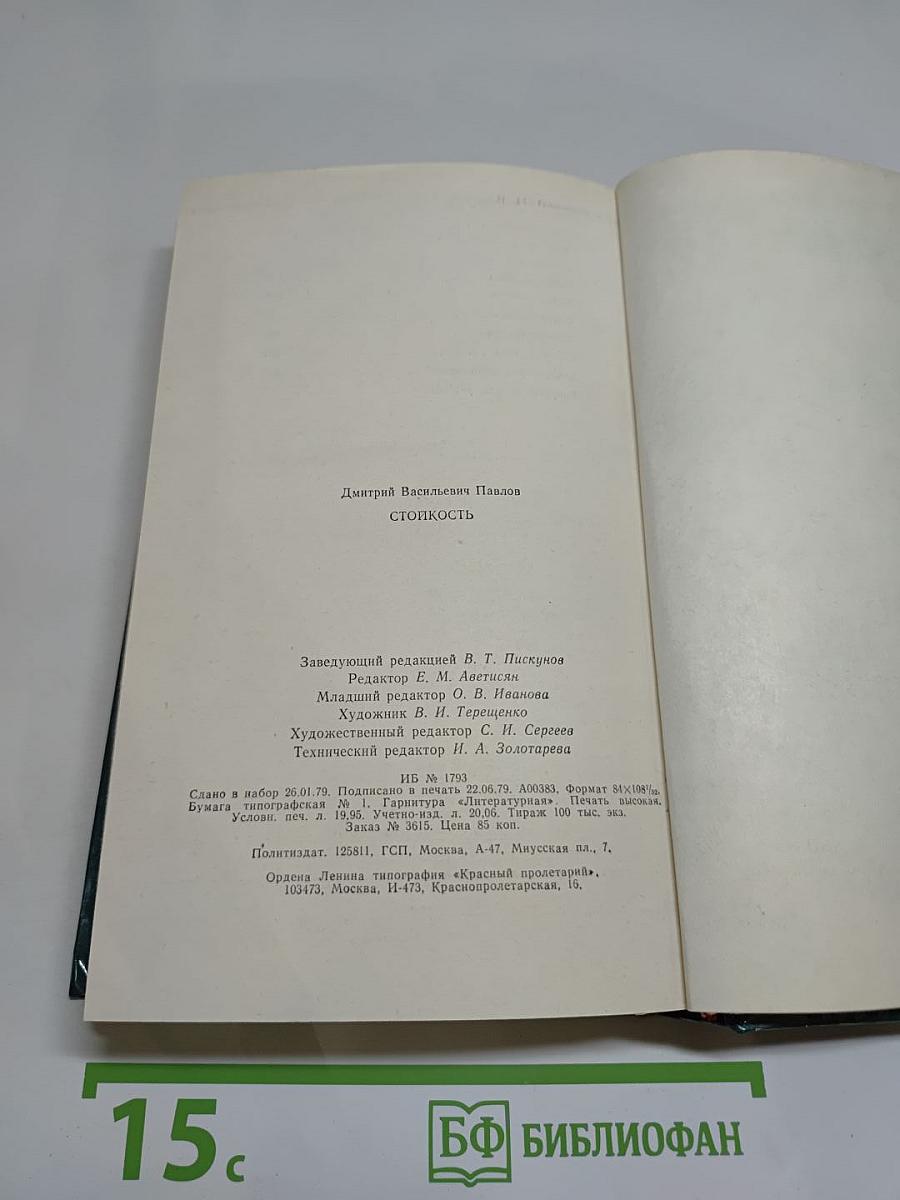 Дмитрий Васильевич Павлов
СТОЙКОСТЬ
Заведующий редакцией В. Т. Пискунов
Редактор Е. М. Аветисян
Младший редактор О. В. Иванова
Художник В. И. Терещенко
Художественный редактор С. И. Сергеев
Технический редактор И. А. Золотарева
ИБ № 1793
Сдано в набор 26.01.79. Подписано в печать 22.06.79. А00383. Формат 84×108¹/₃₂.
Бумага типографская № 1. Гарнитура «Литературная». Печать высокая.
Условн. печ. л. 19,95. Учетно-изд. л. 20,06. Тираж 100 тыс. экз.
Заказ № 3615. Цена 85 коп.
Политиздат. 125811, ГСП, Москва, А-47, Миусская пл., 7.
Ордена Ленина типография «Красный пролетарий».
103473, Москва, И-473, Краснопролетарская, 16.
15 с
БФ БИБЛИОФАН